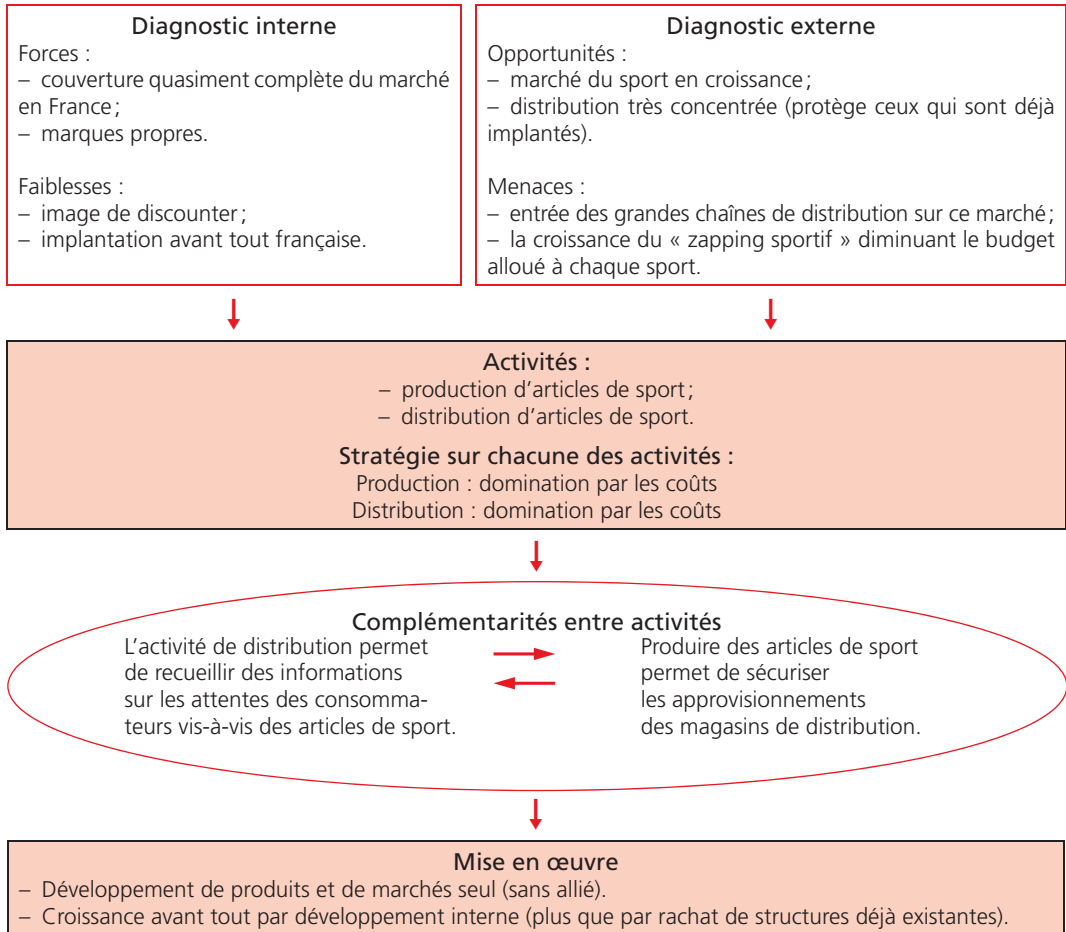 Diagnostic interne
Forces :
– couverture quasiment complète du marché
en France ;
– marques propres.
Faiblesses :
– image de discounter ;
– implantation avant tout française.
Diagnostic externe
Opportunités :
– marché du sport en croissance ;
– distribution très concentrée (protège ceux qui sont déjà
implantés).
Menaces :
– entrée des grandes chaînes de distribution sur ce marché ;
– la croissance du « zapping sportif » diminuant le budget
alloué à chaque sport.
Activités :
– production d’articles de sport ;
– distribution d’articles de sport.
Stratégie sur chacune des activités :
Production : domination par les coûts
Distribution : domination par les coûts
Complémentarités entre activités
L’activité de distribution permet
de recueillir des informations
sur les attentes des consomma-
teurs vis-à-vis des articles de sport.
Produire des articles de sport
permet de sécuriser
les approvisionnements
des magasins de distribution.
Mise en œuvre
– Développement de produits et de marchés seul (sans allié).
– Croissance avant tout par développement interne (plus que par rachat de structures déjà existantes).